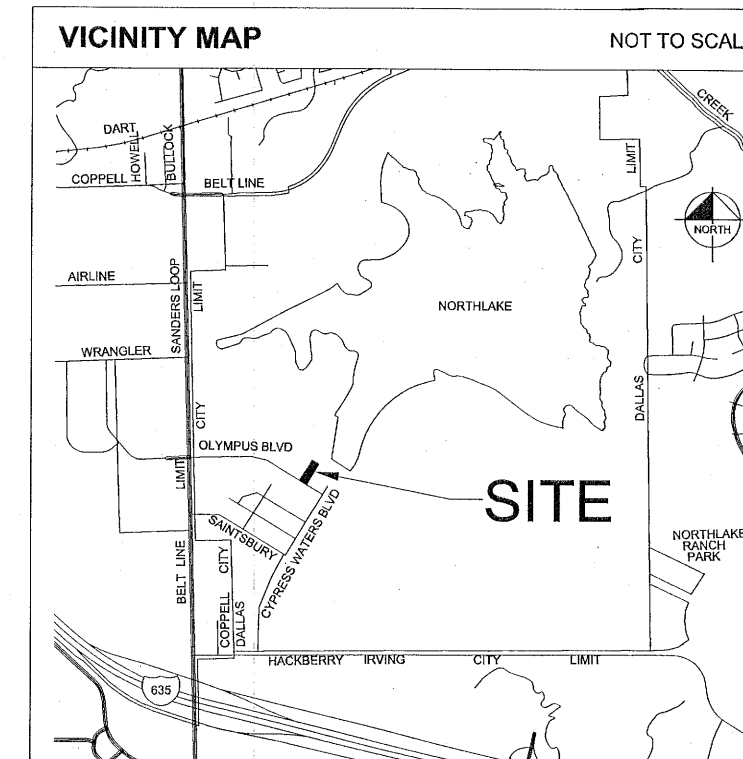 VICINITY MAP
NOT TO SCAL
CREEK
DART
HOWELL
BULLOCK
LIMIT
COPPELL
BELT LINE
NORTH
CITY
AIRLINE
SANDERS LOOP
LIMIT
NORTHLAKE
WRANGLER
DALLAS
CITY
OLYMPUS BLVD
LIMIT
SITE
CYPRESS WATERS BLVD
SAINTSBURY
NORTHLAKE
RANCH
PARK
BELT LINE
CITY
COPPELL
DALLAS
HACKBERRY IRVING CITY LIMIT
635